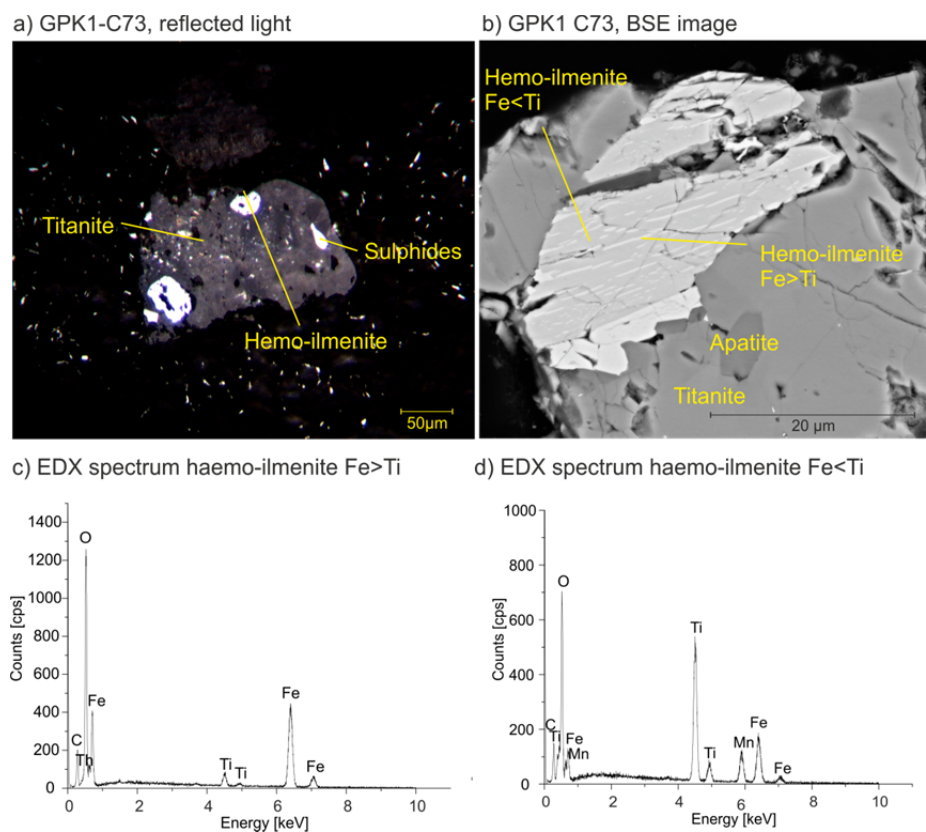 a) GPK1-C73, reflected light
Titanite
Sulphides
Hemo-ilmenite
50µm
b) GPK1 C73, BSE image
Hemo-ilmenite
Fe<Ti
Hemo-ilmenite
Fe>Ti
Apatite
Titanite
20 µm
c) EDX spectrum haemo-ilmenite Fe>Ti
Counts [cps]
1400
1200
1000
800
600
400
200
0
O
Fe
C
Th
Ti
Ti
Fe
Fe
0 2 4 6 8 10
Energy [keV]
d) EDX spectrum haemo-ilmenite Fe<Ti
Counts [cps]
1000
800
600
400
200
0
O
C
Ti
Fe
Mn
Ti
Ti
Mn
Fe
Fe
0 2 4 6 8 10
Energy [keV]